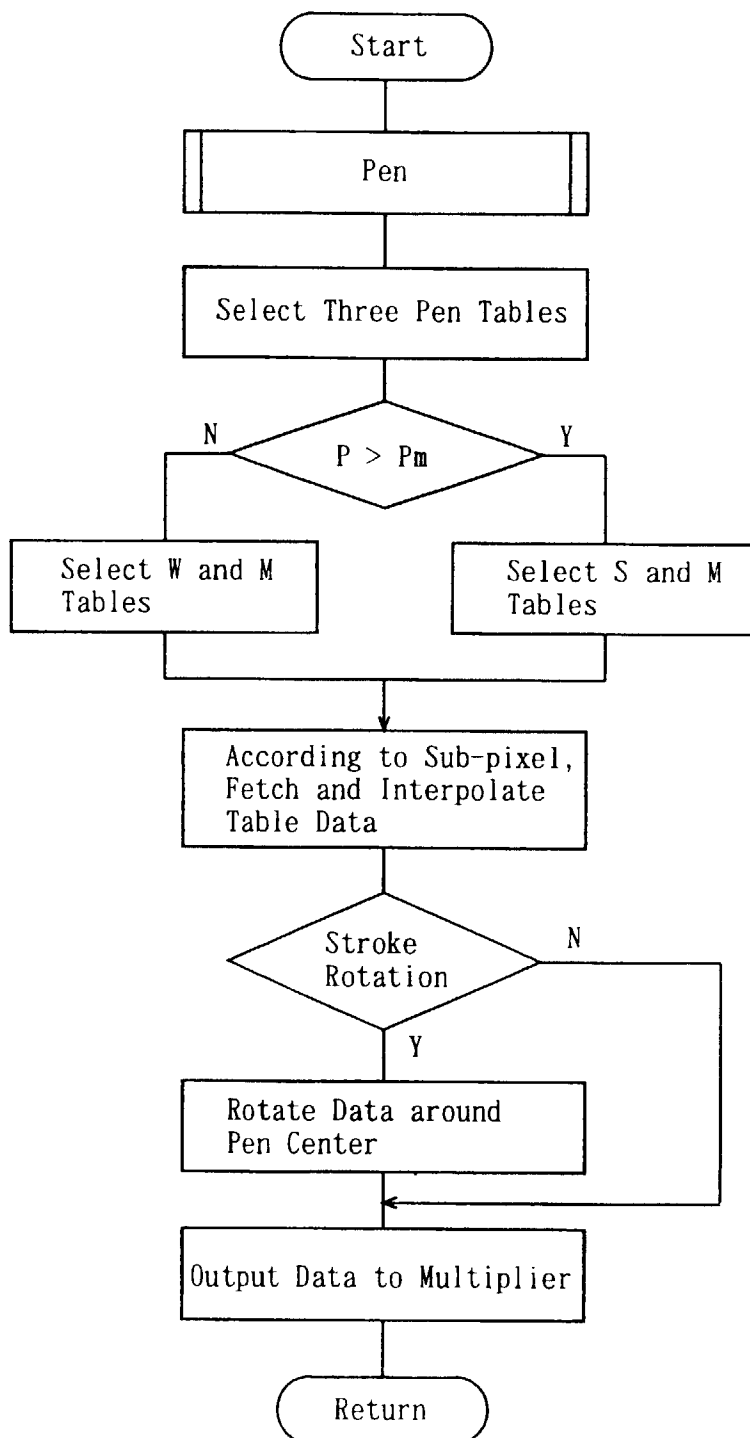 Start
Pen
Select Three Pen Tables
N
P > Pm
Y
Select W and M
Tables
Select S and M
Tables
According to Sub-pixel,
Fetch and Interpolate
Table Data
Stroke
Rotation
N
Y
Rotate Data around
Pen Center
Output Data to Multiplier
Return